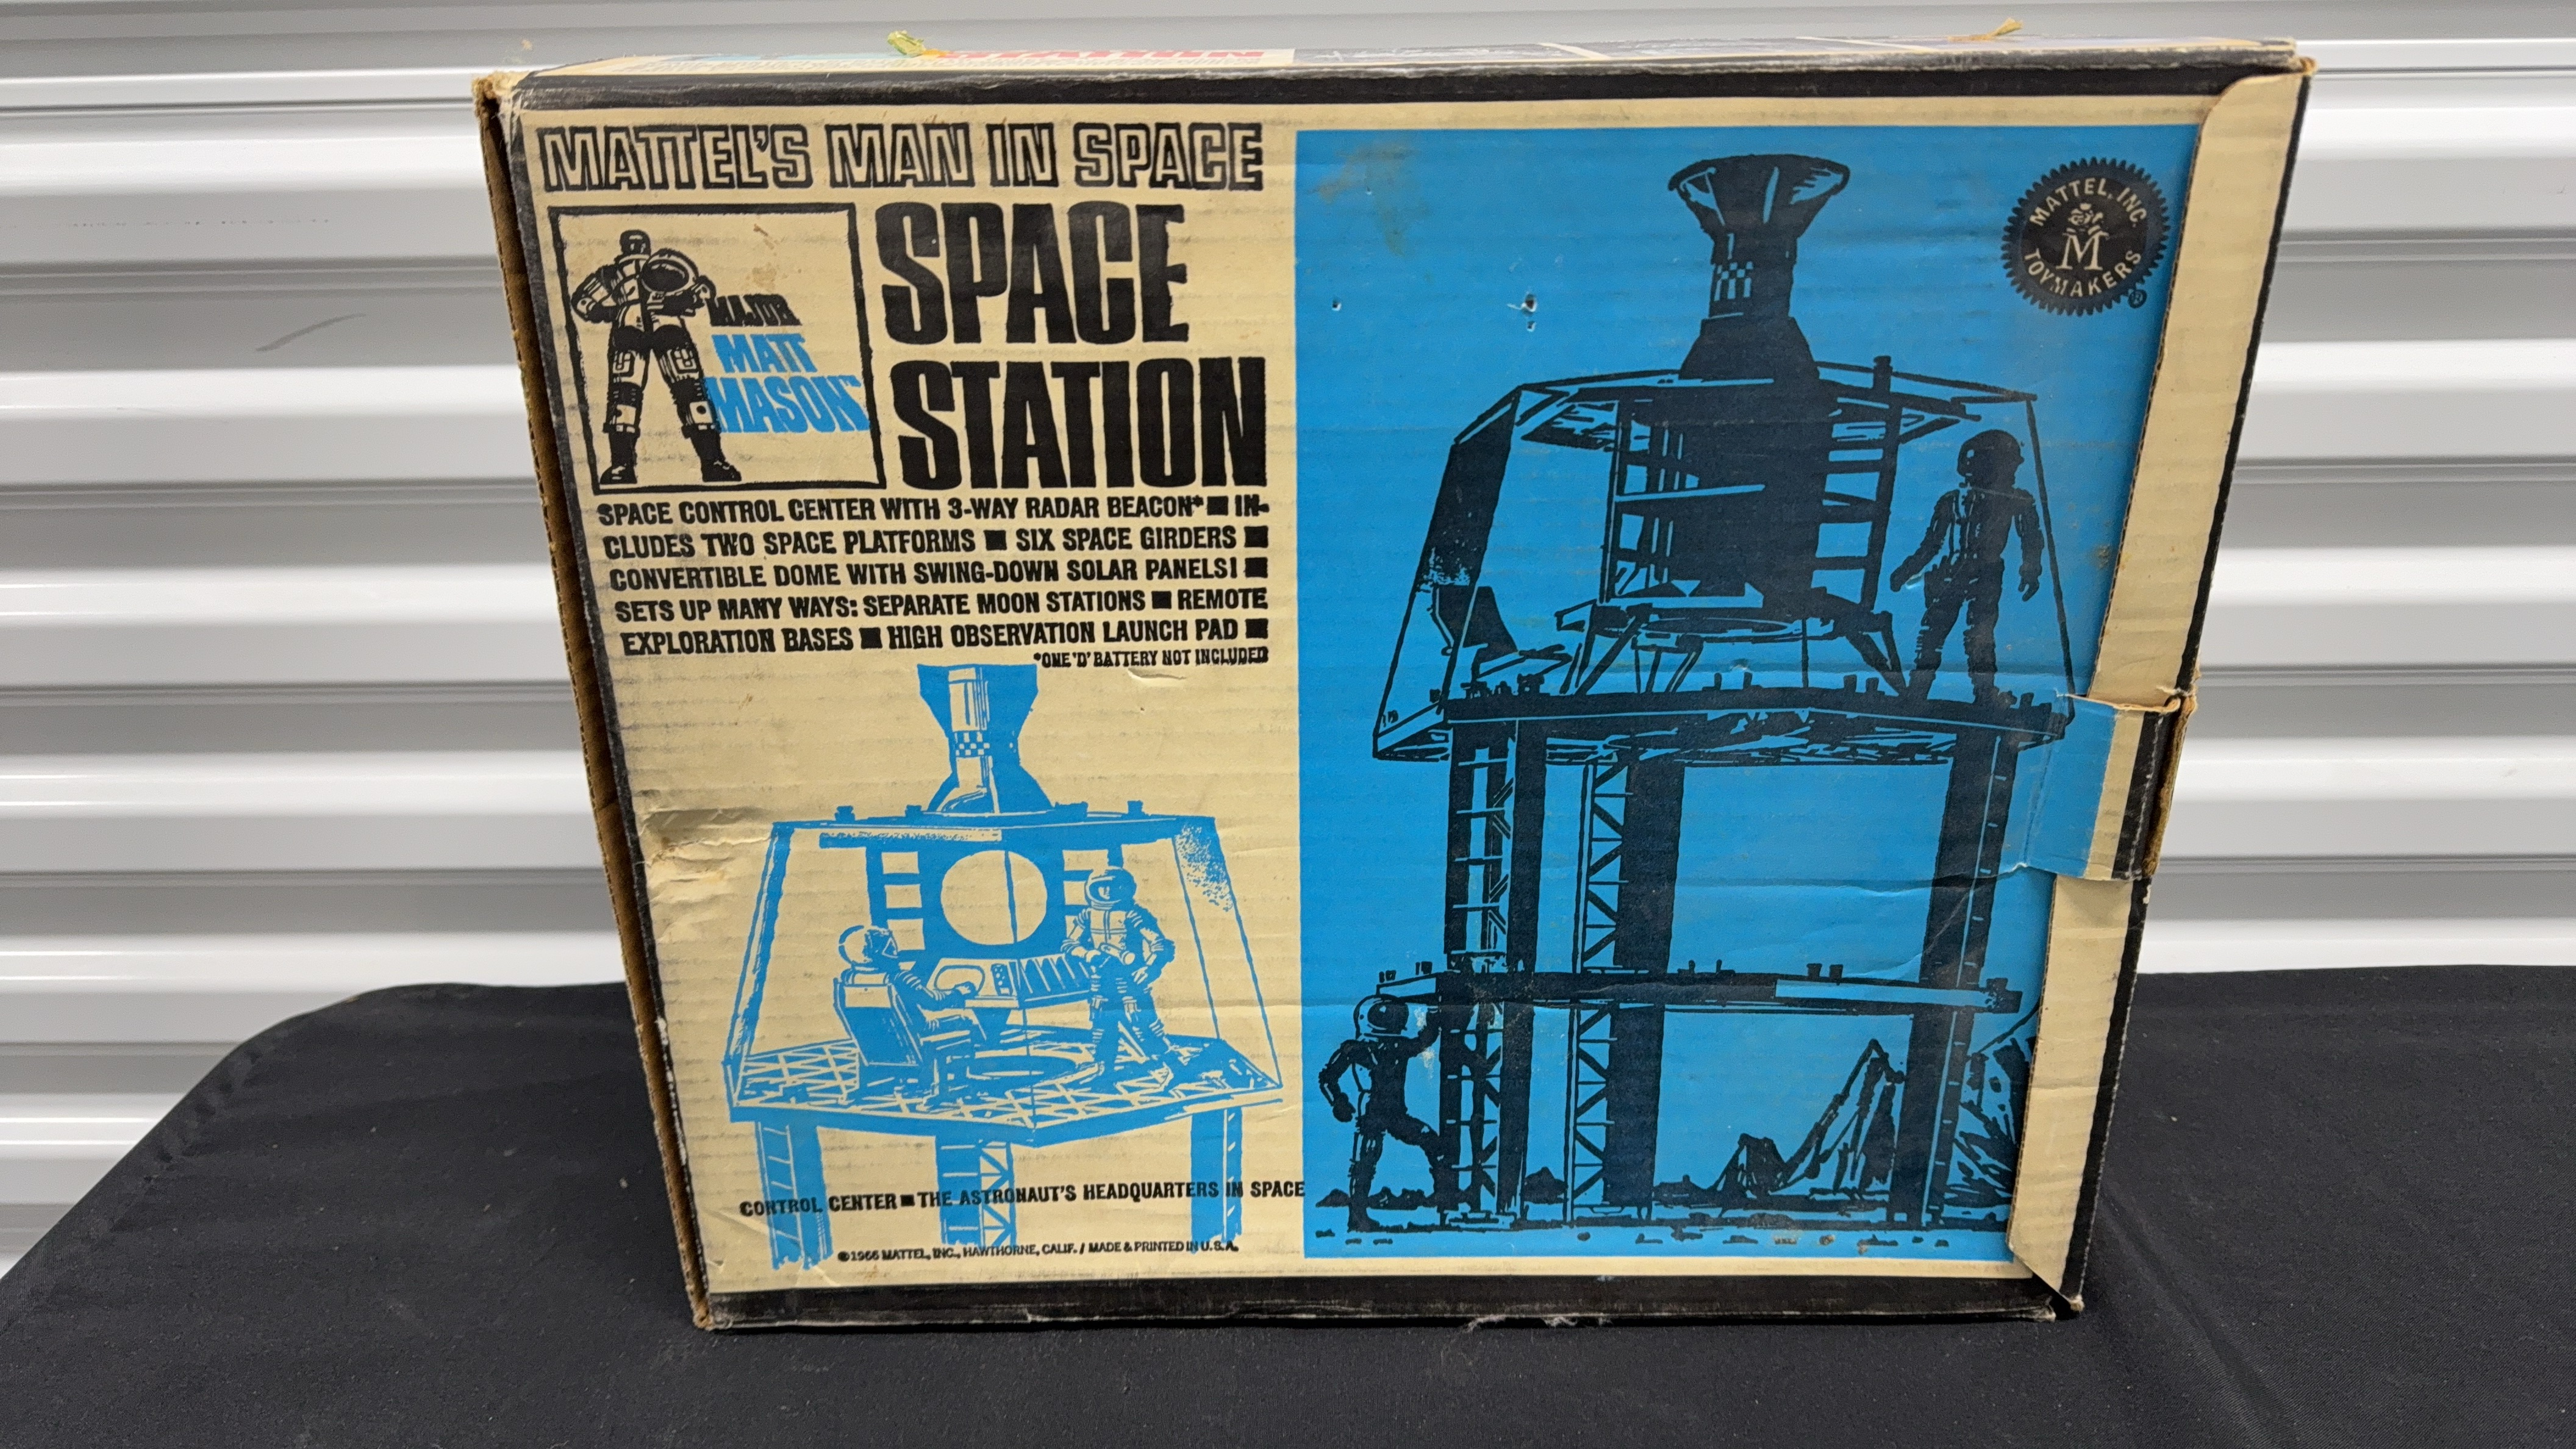 MATTEL'S MAN IN SPACE
MAJOR
MATT
MASON™
SPACE
STATION
SPACE CONTROL CENTER WITH 3-WAY RADAR BEACON* ■ IN-
CLUDES TWO SPACE PLATFORMS ■ SIX SPACE GIRDERS ■
CONVERTIBLE DOME WITH SWING-DOWN SOLAR PANELS! ■
SETS UP MANY WAYS: SEPARATE MOON STATIONS ■ REMOTE
EXPLORATION BASES ■ HIGH OBSERVATION LAUNCH PAD ■
*ONE 'D' BATTERY NOT INCLUDED
CONTROL CENTER ■ THE ASTRONAUT'S HEADQUARTERS IN SPACE
©1966 MATTEL, INC., HAWTHORNE, CALIF. / MADE & PRINTED IN U.S.A.
MATTEL, INC.
M
TOYMAKERS
®